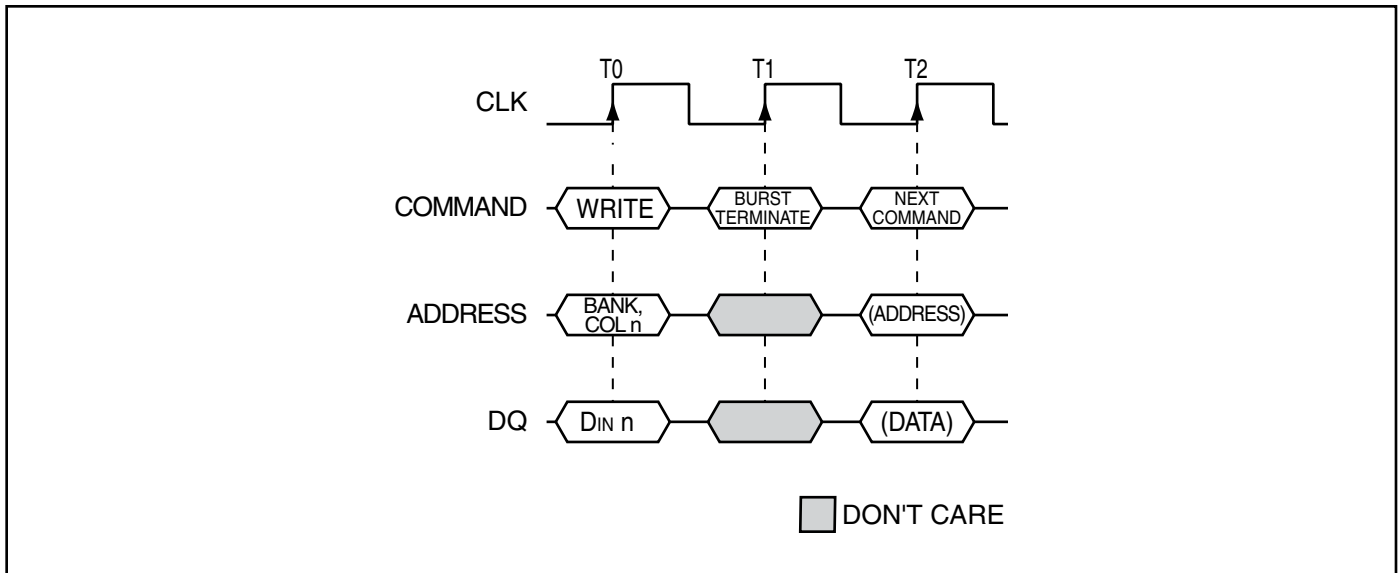 T0 T1 T2
CLK
COMMAND WRITE BURST TERMINATE NEXT COMMAND
ADDRESS BANK, COL n (ADDRESS)
DQ DIN n (DATA)
DON'T CARE